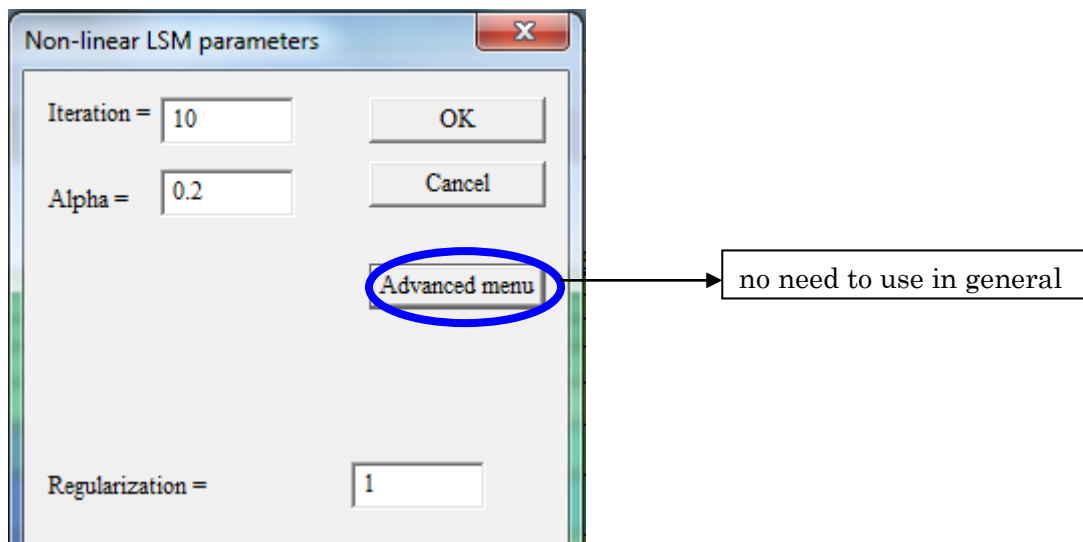 Non-linear LSM parameters
x
Iteration = 10
OK
Alpha = 0.2
Cancel
Advanced menu
no need to use in general
Regularization = 1